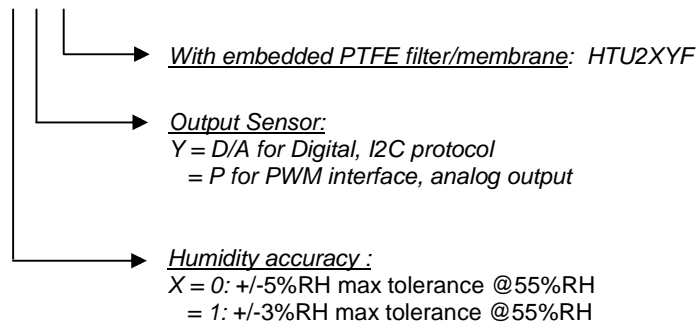 With embedded PTFE filter/membrane: HTU2XYF
Output Sensor:
Y = D/A for Digital, I2C protocol
= P for PWM interface, analog output
Humidity accuracy :
X = 0: +/-5%RH max tolerance @55%RH
= 1: +/-3%RH max tolerance @55%RH